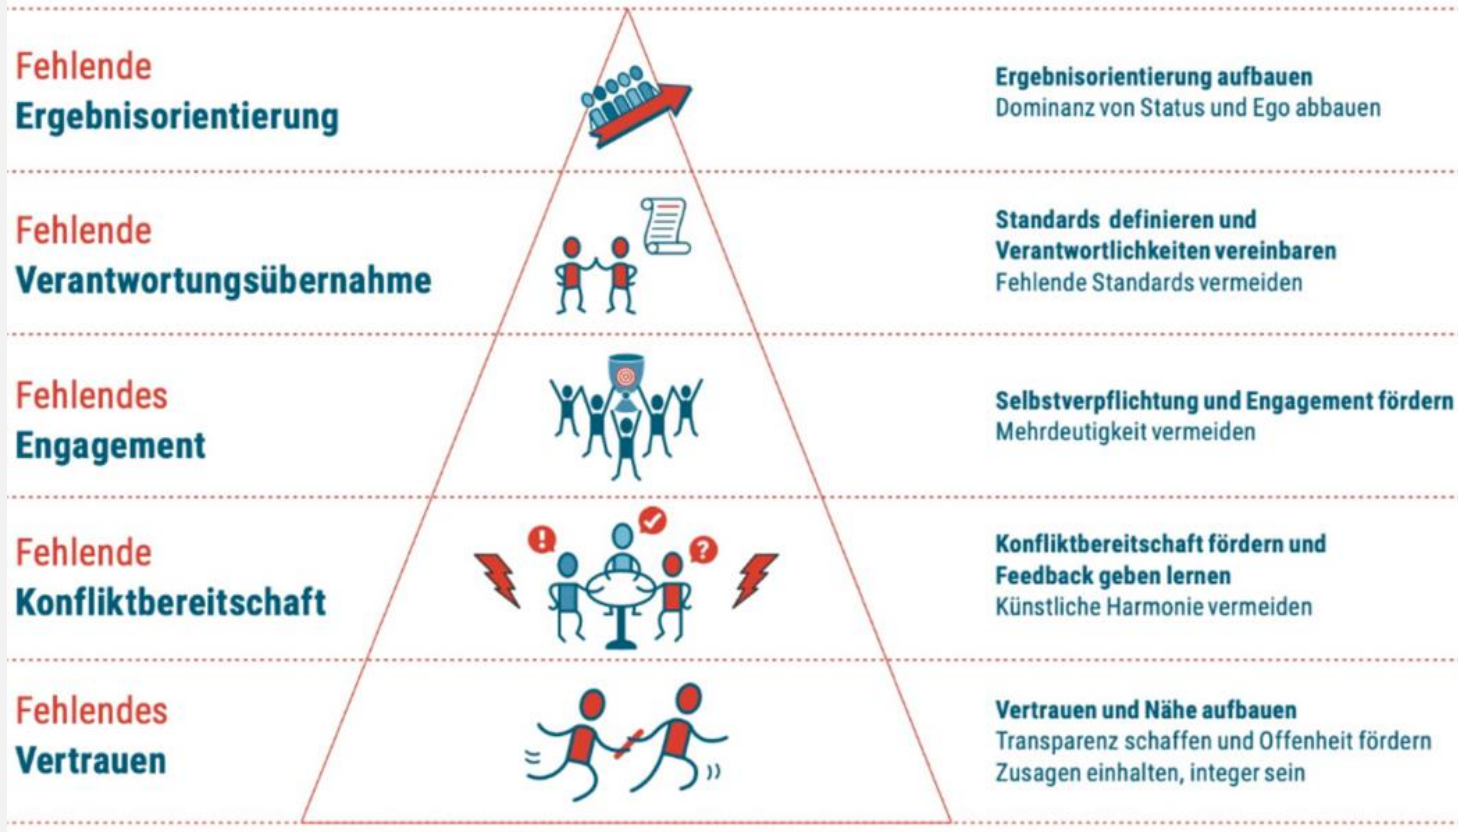 Fehlende
Ergebnisorientierung
Ergebnisorientierung aufbauen
Dominanz von Status und Ego abbauen
Fehlende
Verantwortungsübernahme
Standards definieren und
Verantwortlichkeiten vereinbaren
Fehlende Standards vermeiden
Fehlendes
Engagement
Selbstverpflichtung und Engagement fördern
Mehrdeutigkeit vermeiden
Fehlende
Konfliktbereitschaft
!
?
Konfliktbereitschaft fördern und
Feedback geben lernen
Künstliche Harmonie vermeiden
Fehlendes
Vertrauen
Vertrauen und Nähe aufbauen
Transparenz schaffen und Offenheit fördern
Zusagen einhalten, integer sein